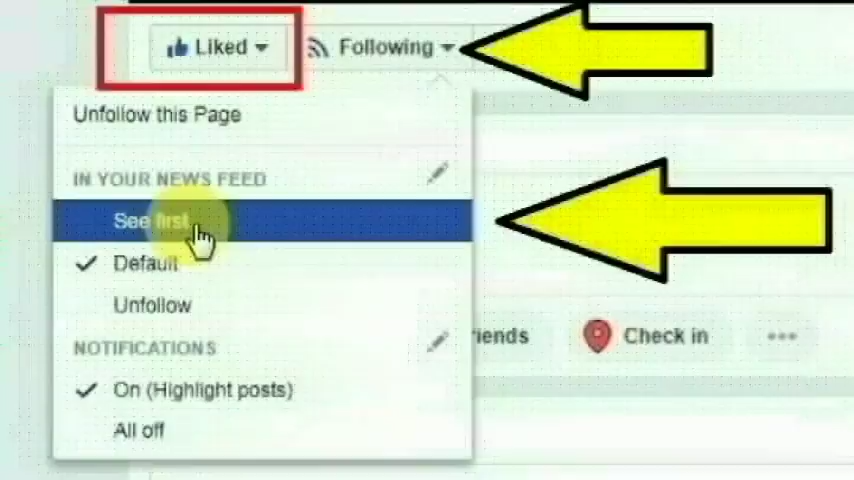 Liked Following
Unfollow this Page
IN YOUR NEWS FEED
See first
Default
Unfollow
NOTIFICATIONS
riends Check in
On (Highlight posts)
All off